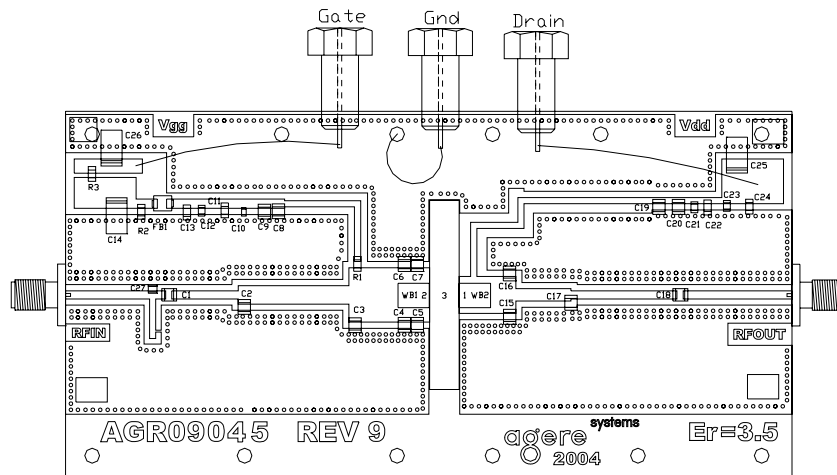 Gate Gnd Drain
Vgg Vdd
C26
C25
R3
C11
C14 R2 FB1 C13 C12 C10 C9 C8
C19 C20 C21 C22 C23 C24
R1 C6 C7
C16
C27 C1 C2
WB1 2 3 1 WB2
C17 C18
C3 C4 C5
C15
RFIN RFOUT
AGR09045 REV 9
agere systems
2004
Er=3.5